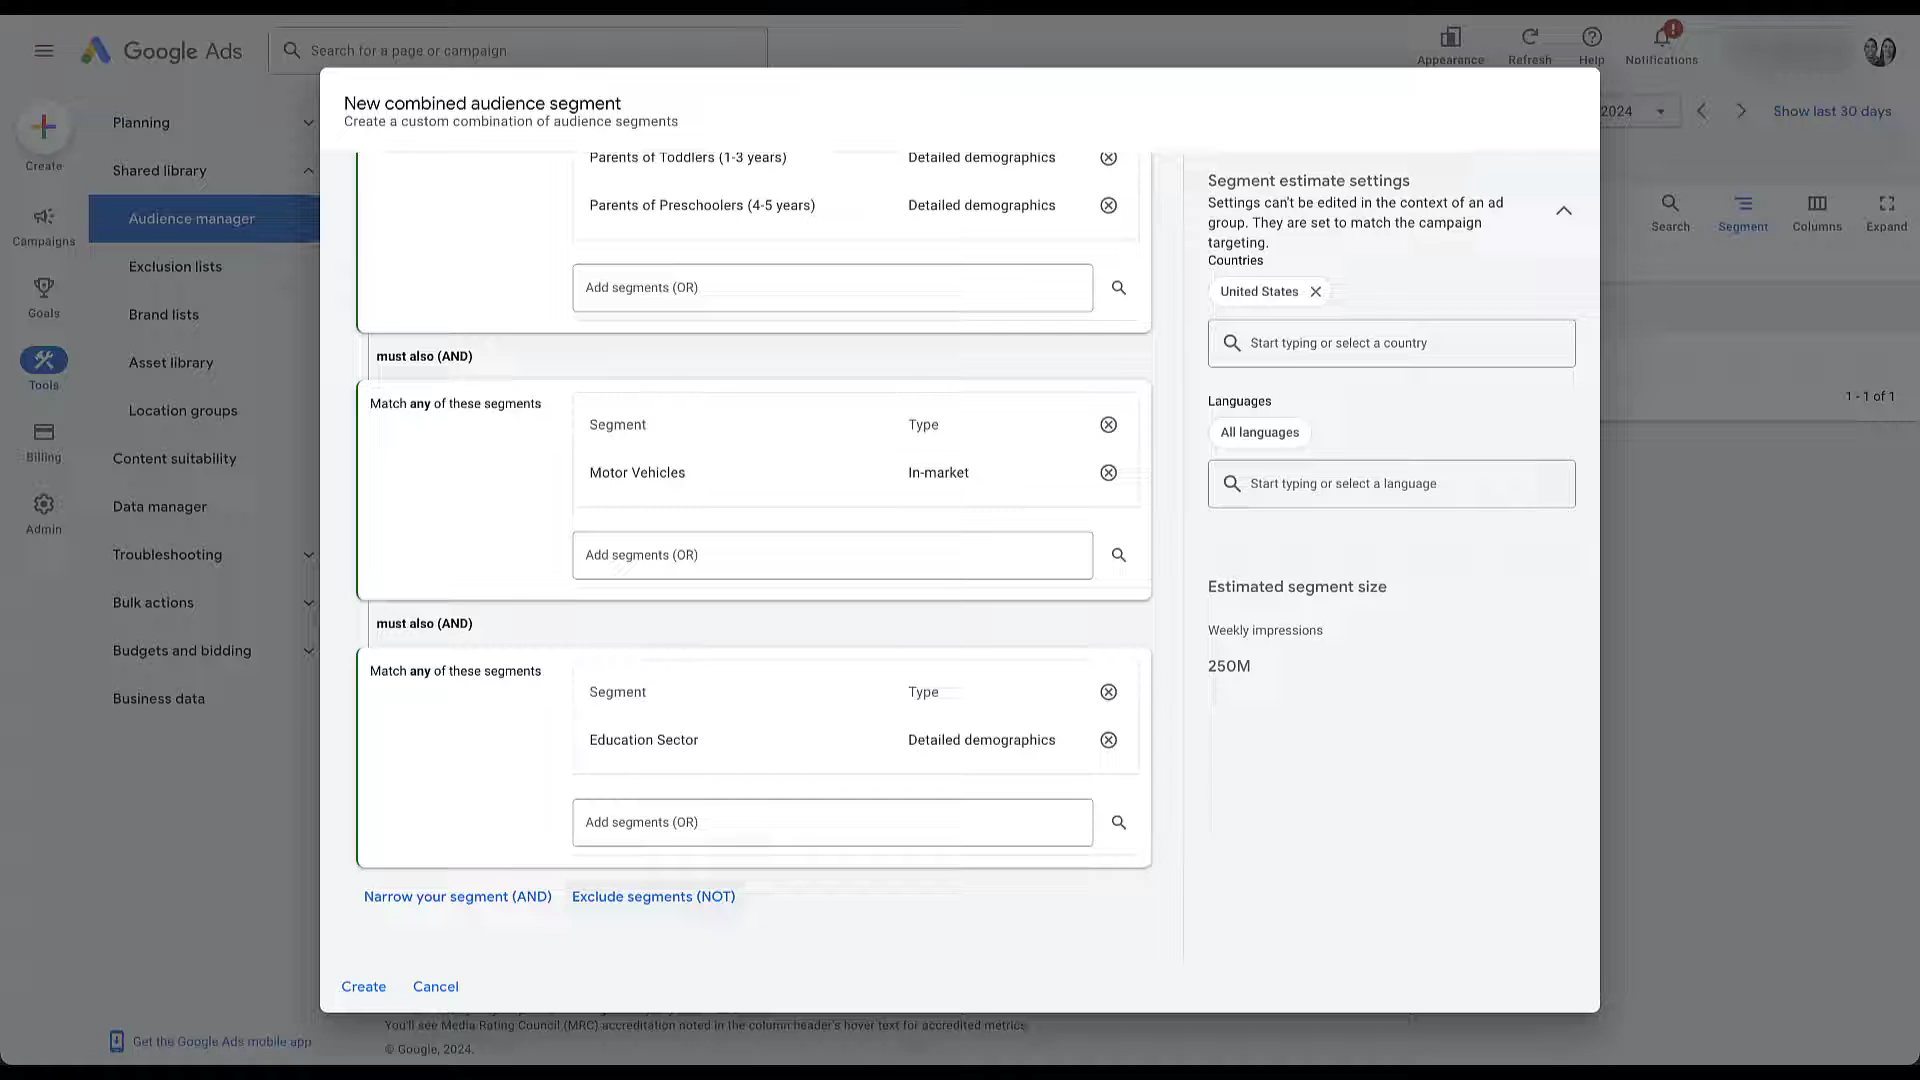 Google Ads
Search for a page or campaign
Appearance
Refresh
Help
!
Notifications
Create
Campaigns
Goals
Tools
Billing
Admin
Planning
Shared library
Audience manager
Exclusion lists
Brand lists
Asset library
Location groups
Content suitability
Data manager
Troubleshooting
Bulk actions
Budgets and bidding
Business data
Get the Google Ads mobile app
2024
Show last 30 days
Search
Segment
Columns
Expand
1 - 1 of 1
New combined audience segment
Create a custom combination of audience segments
Parents of Toddlers (1-3 years) Detailed demographics
Parents of Preschoolers (4-5 years) Detailed demographics
Add segments (OR)
must also (AND)
Match any of these segments
Segment Type
Motor Vehicles In-market
Add segments (OR)
must also (AND)
Match any of these segments
Segment Type
Education Sector Detailed demographics
Add segments (OR)
Narrow your segment (AND) Exclude segments (NOT)
Create Cancel
Segment estimate settings
Settings can't be edited in the context of an ad
group. They are set to match the campaign
targeting.
Countries
United States
Start typing or select a country
Languages
All languages
Start typing or select a language
Estimated segment size
Weekly impressions
250M
You'll see Media Rating Council (MRC) accreditation noted in the column header's hover text for accredited metrics
© Google, 2024.